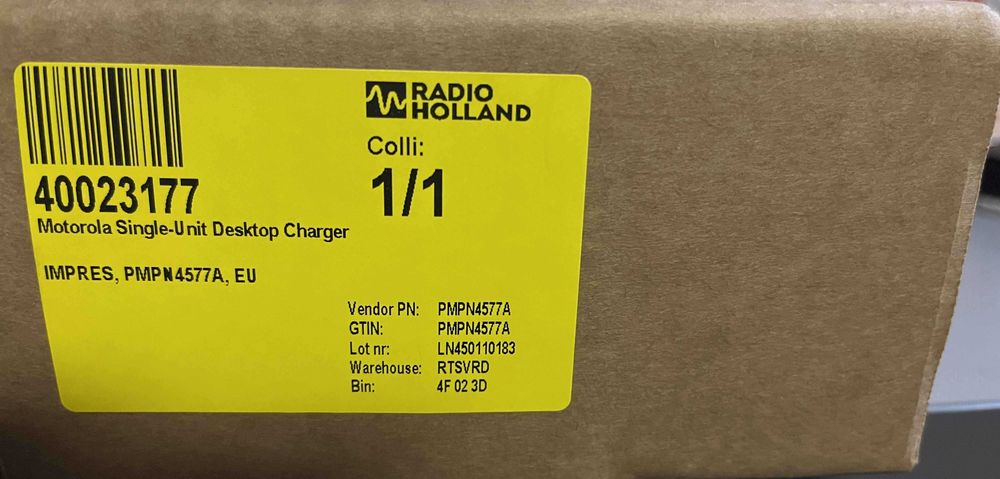 RADIO
HOLLAND
Colli:
1/1
40023177
Motorola Single-Unit Desktop Charger
IMPRES, PMPN4577A, EU
Vendor PN: PMPN4577A
GTIN: PMPN4577A
Lot nr: LN450110183
Warehouse: RTSVRD
Bin: 4F 02 3D